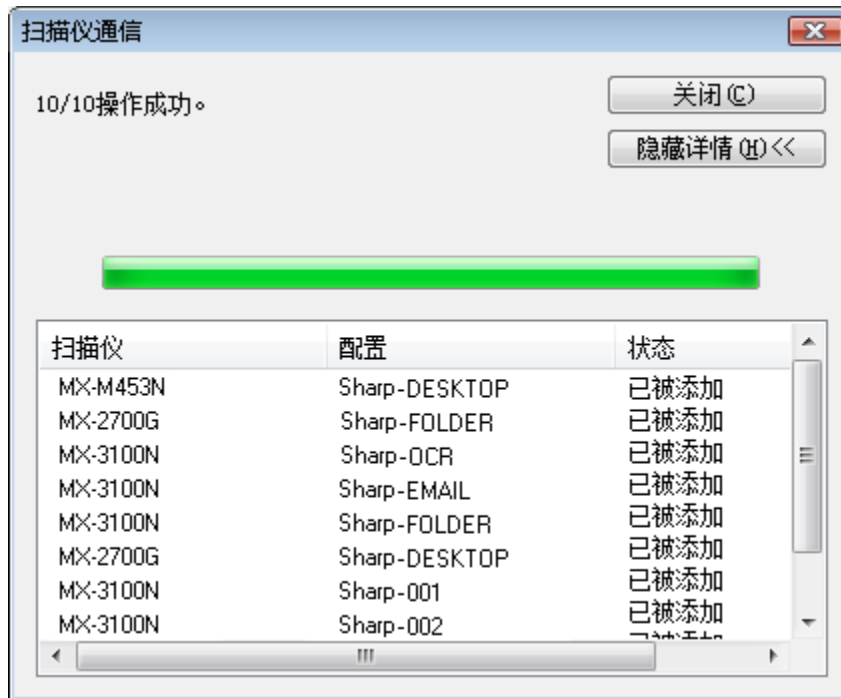 扫描仪通信
10/10操作成功。
关闭(C)
隐藏详情(H)<<
扫描仪 配置 状态
MX-M453N Sharp-DESKTOP 已被添加
MX-2700G Sharp-FOLDER 已被添加
MX-3100N Sharp-OCR 已被添加
MX-3100N Sharp-EMAIL 已被添加
MX-3100N Sharp-FOLDER 已被添加
MX-2700G Sharp-DESKTOP 已被添加
MX-3100N Sharp-001 已被添加
MX-3100N Sharp-002 已被添加